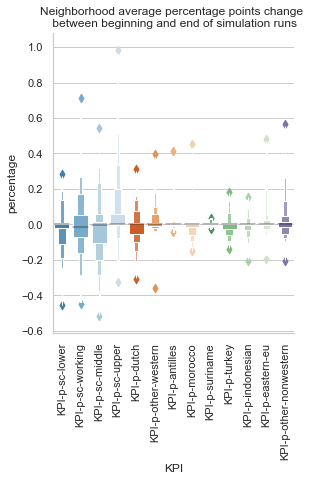 Neighborhood average percentage points change
between beginning and end of simulation runs
percentage
1.0
0.8
0.6
0.4
0.2
0.0
−0.2
−0.4
−0.6
KPI-p-sc-lower
KPI-p-sc-working
KPI-p-sc-middle
KPI-p-sc-upper
KPI-p-dutch
KPI-p-other-western
KPI-p-antilles
KPI-p-morocco
KPI-p-suriname
KPI-p-turkey
KPI-p-indonesian
KPI-p-eastern-eu
KPI-p-other-nonwestern
KPI